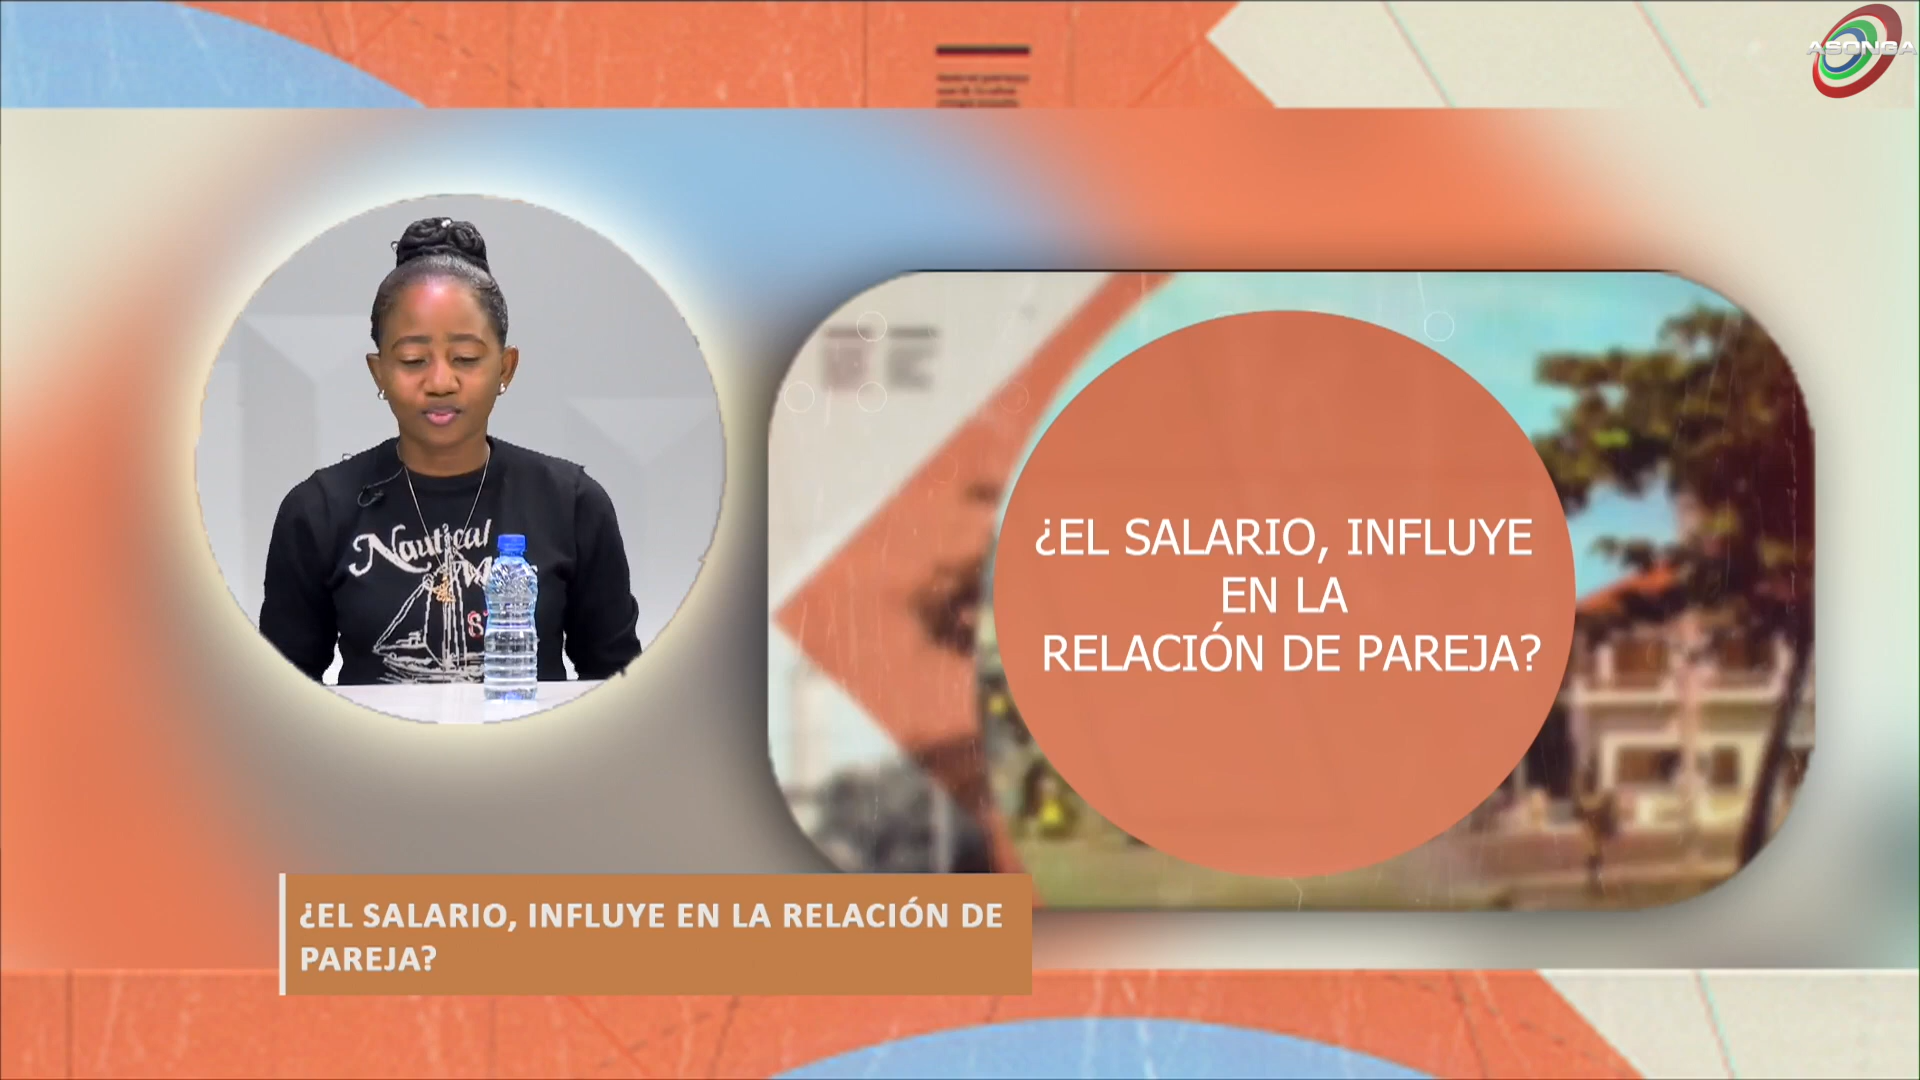 ASONGA
Nautical
¿EL SALARIO, INFLUYE
EN LA
RELACIÓN DE PAREJA?
¿EL SALARIO, INFLUYE EN LA RELACIÓN DE
PAREJA?